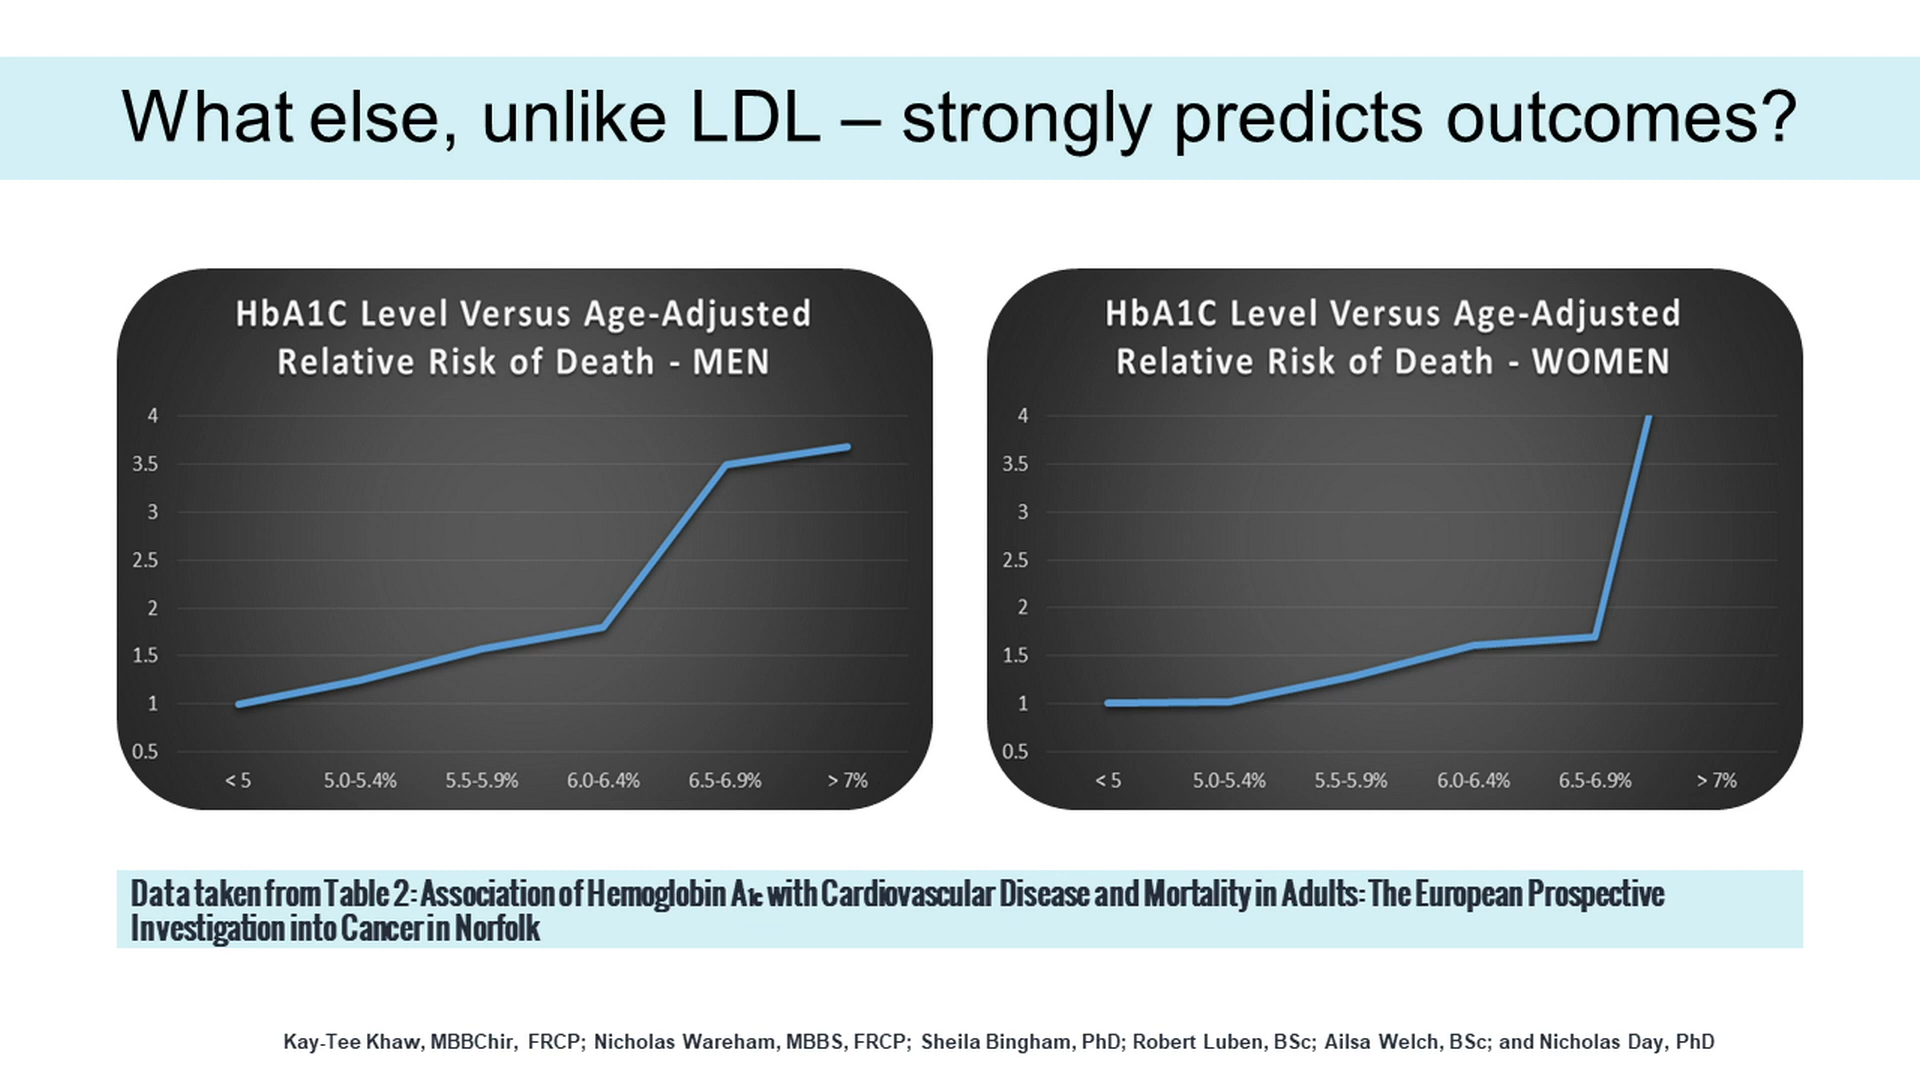 What else, unlike LDL – strongly predicts outcomes?
HbA1C Level Versus Age-Adjusted
Relative Risk of Death - MEN
4
3.5
3
2.5
2
1.5
1
0.5
< 5 5.0-5.4% 5.5-5.9% 6.0-6.4% 6.5-6.9% > 7%
HbA1C Level Versus Age-Adjusted
Relative Risk of Death - WOMEN
4
3.5
3
2.5
2
1.5
1
0.5
< 5 5.0-5.4% 5.5-5.9% 6.0-6.4% 6.5-6.9% > 7%
Data taken from Table 2: Association of Hemoglobin A1c with Cardiovascular Disease and Mortality in Adults: The European Prospective
Investigation into Cancer in Norfolk
Kay-Tee Khaw, MBBChir, FRCP; Nicholas Wareham, MBBS, FRCP; Sheila Bingham, PhD; Robert Luben, BSc; Ailsa Welch, BSc; and Nicholas Day, PhD